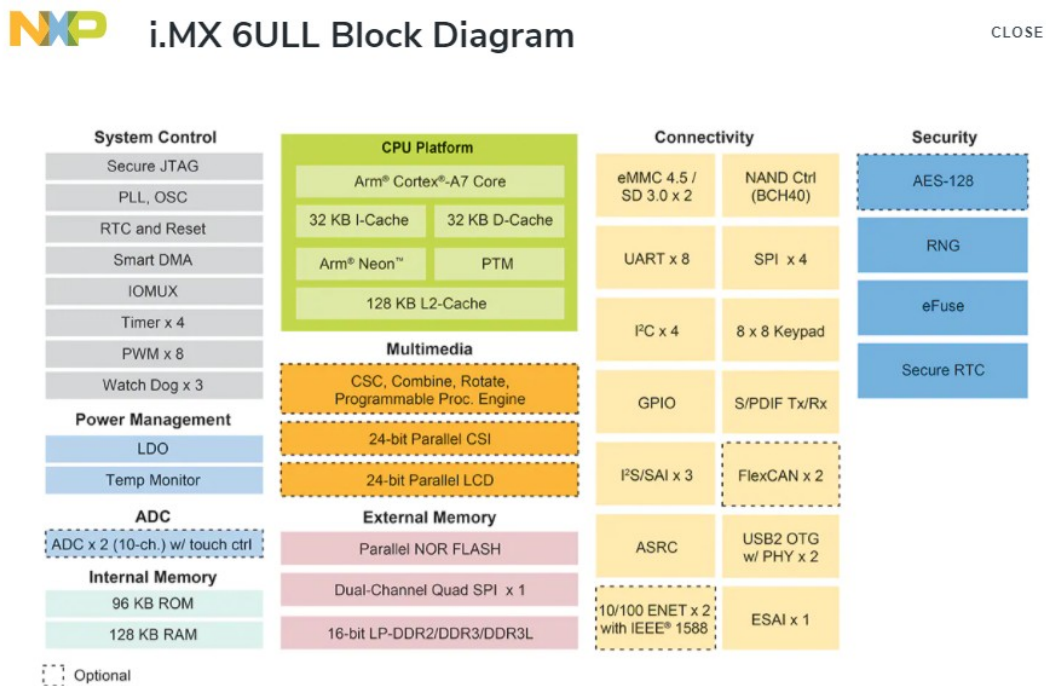 NXP
i.MX 6ULL Block Diagram
CLOSE
System Control
Secure JTAG
PLL, OSC
RTC and Reset
Smart DMA
IOMUX
Timer x 4
PWM x 8
Watch Dog x 3
Power Management
LDO
Temp Monitor
ADC
ADC x 2 (10-ch.) w/ touch ctrl
Internal Memory
96 KB ROM
128 KB RAM
Optional
CPU Platform
Arm® Cortex®-A7 Core
32 KB I-Cache
32 KB D-Cache
Arm® Neon™
PTM
128 KB L2-Cache
Multimedia
CSC, Combine, Rotate,
Programmable Proc. Engine
24-bit Parallel CSI
24-bit Parallel LCD
External Memory
Parallel NOR FLASH
Dual-Channel Quad SPI x 1
16-bit LP-DDR2/DDR3/DDR3L
Connectivity
eMMC 4.5 /
SD 3.0 x 2
NAND Ctrl
(BCH40)
UART x 8
SPI x 4
I²C x 4
8 x 8 Keypad
GPIO
S/PDIF Tx/Rx
I²S/SAI x 3
FlexCAN x 2
ASRC
USB2 OTG
w/ PHY x 2
10/100 ENET x 2
with IEEE® 1588
ESAI x 1
Security
AES-128
RNG
eFuse
Secure RTC